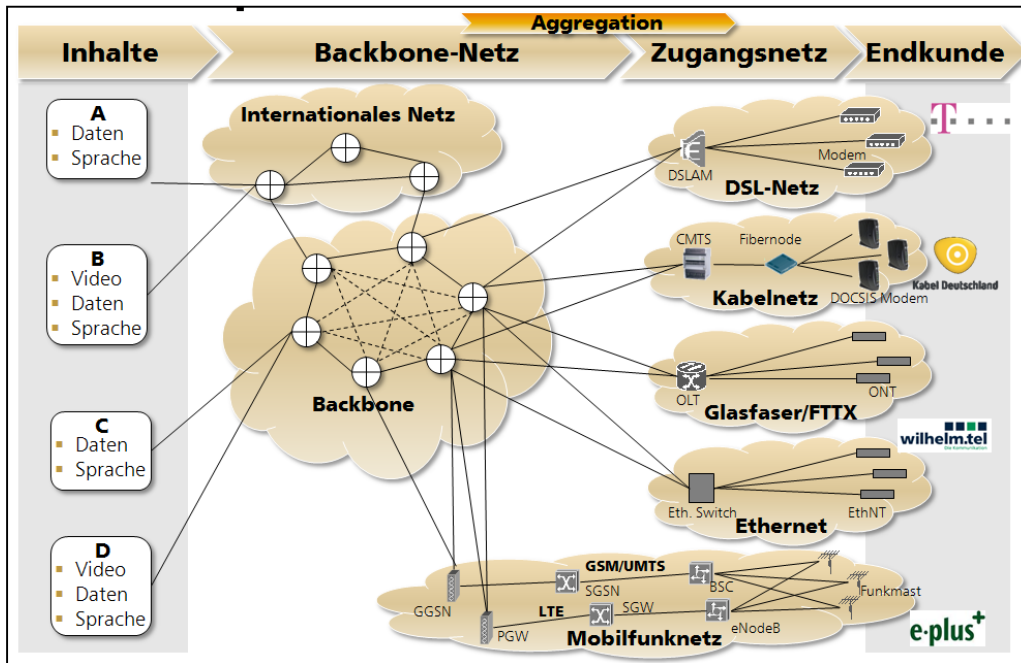 Aggregation
Inhalte
Backbone-Netz
Zugangsnetz
Endkunde
A
Daten
Sprache
B
Video
Daten
Sprache
C
Daten
Sprache
D
Video
Daten
Sprache
Internationales Netz
Backbone
DSLAM
Modem
DSL-Netz
T
CMTS
Fibernode
Kabelnetz
DOCSIS Modem
Kabel Deutschland
OLT
ONT
Glasfaser/FTTX
wilhelm.tel
Die Kommunikation
Eth. Switch
EthNT
Ethernet
GSM/UMTS
GGSN
SGSN
BSC
Funkmast
LTE
PGW
SGW
eNodeB
Mobilfunknetz
e-plus+